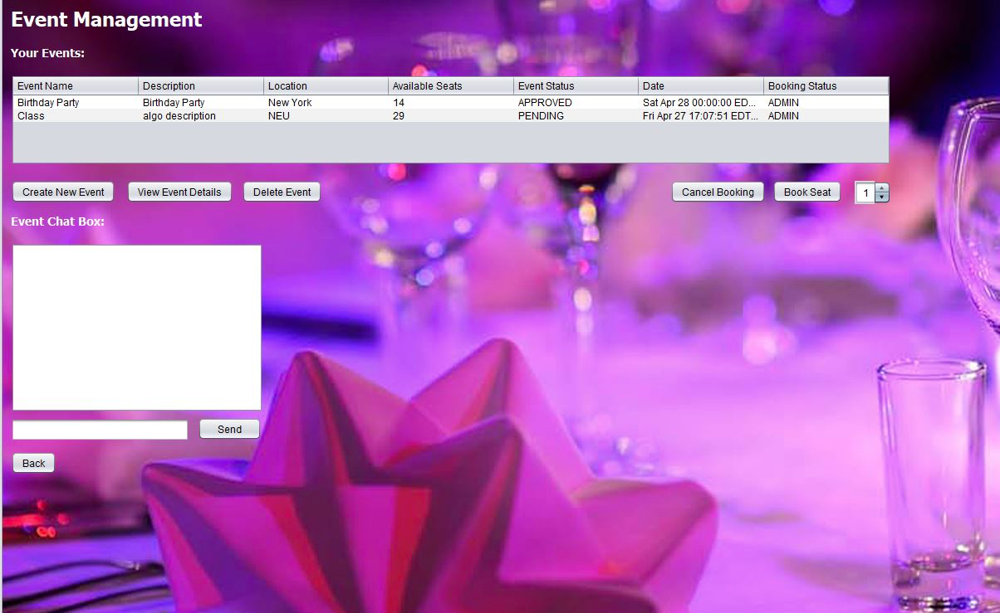 Event Management
Your Events:
Event Name Description Location Available Seats Event Status Date Booking Status
Birthday Party Birthday Party New York 14 APPROVED Sat Apr 28 00:00:00 ED... ADMIN
Class algo description NEU 29 PENDING Fri Apr 27 17:07:51 EDT... ADMIN
Create New Event View Event Details Delete Event Cancel Booking Book Seat 1
Event Chat Box:
Send
Back